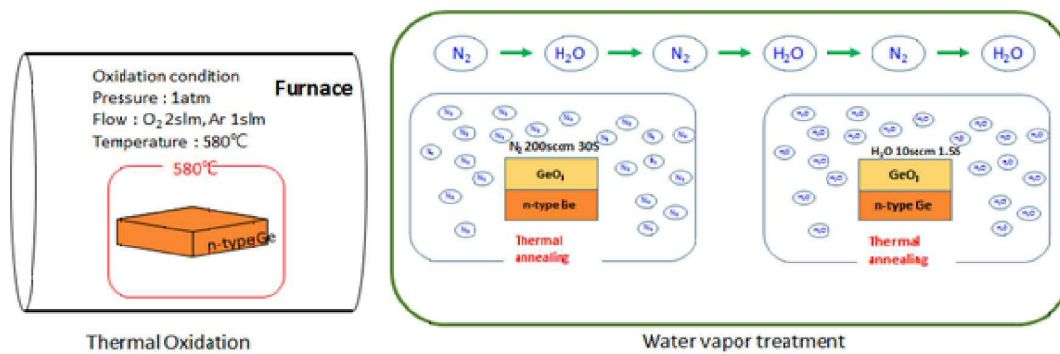 Oxidation condition
Furnace
Pressure : 1atm
Flow : O₂ 2slm, Ar 1slm
Temperature : 580℃
580℃
n-type Ge
Thermal Oxidation
N₂ H₂O N₂ H₂O N₂ H₂O
N₂ 200sccm 30S
GeO₂
n-type Ge
Thermal
annealing
H₂O 10sccm 1.5S
GeO₂
n-type Ge
Thermal
annealing
Water vapor treatment